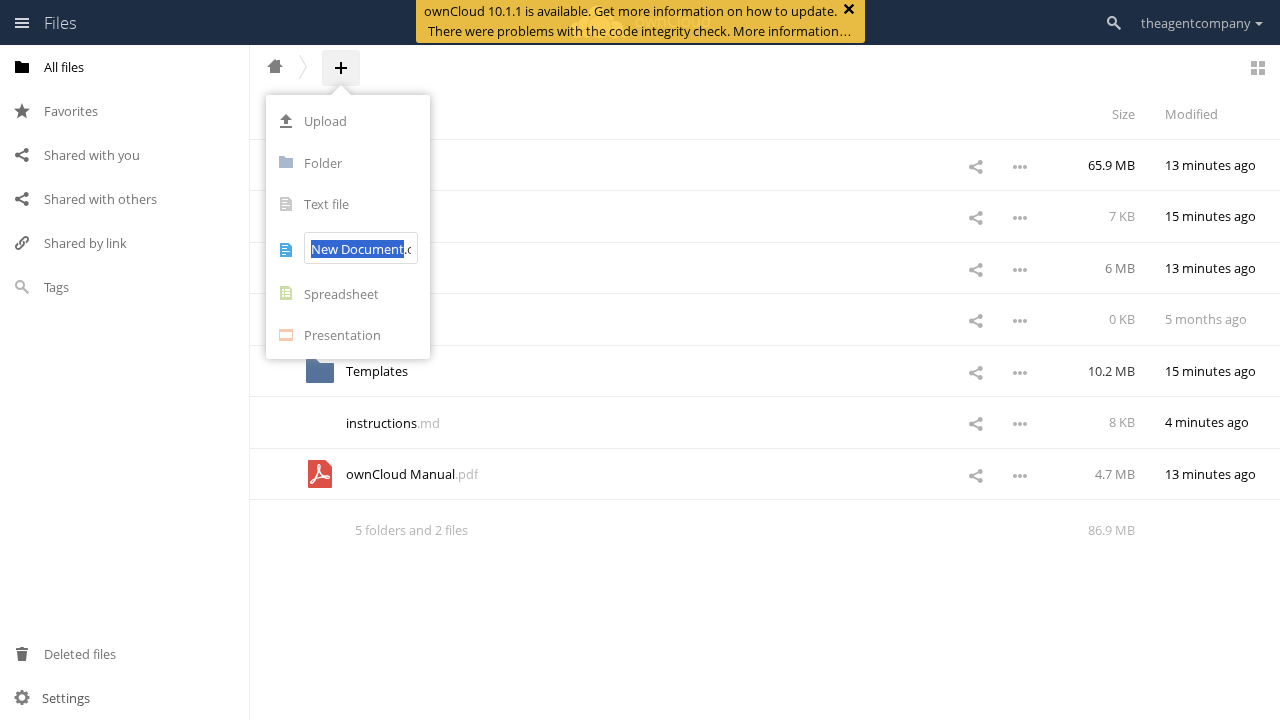 Files
ownCloud 10.1.1 is available. Get more information on how to update.
There were problems with the code integrity check. More information…
theagentcompany
All files
Favorites
Shared with you
Shared with others
Shared by link
Tags
Deleted files
Settings
Upload
Folder
Text file
New Document
Spreadsheet
Presentation
Size Modified
65.9 MB 13 minutes ago
7 KB 15 minutes ago
6 MB 13 minutes ago
0 KB 5 months ago
Templates 10.2 MB 15 minutes ago
instructions.md 8 KB 4 minutes ago
ownCloud Manual.pdf 4.7 MB 13 minutes ago
5 folders and 2 files 86.9 MB